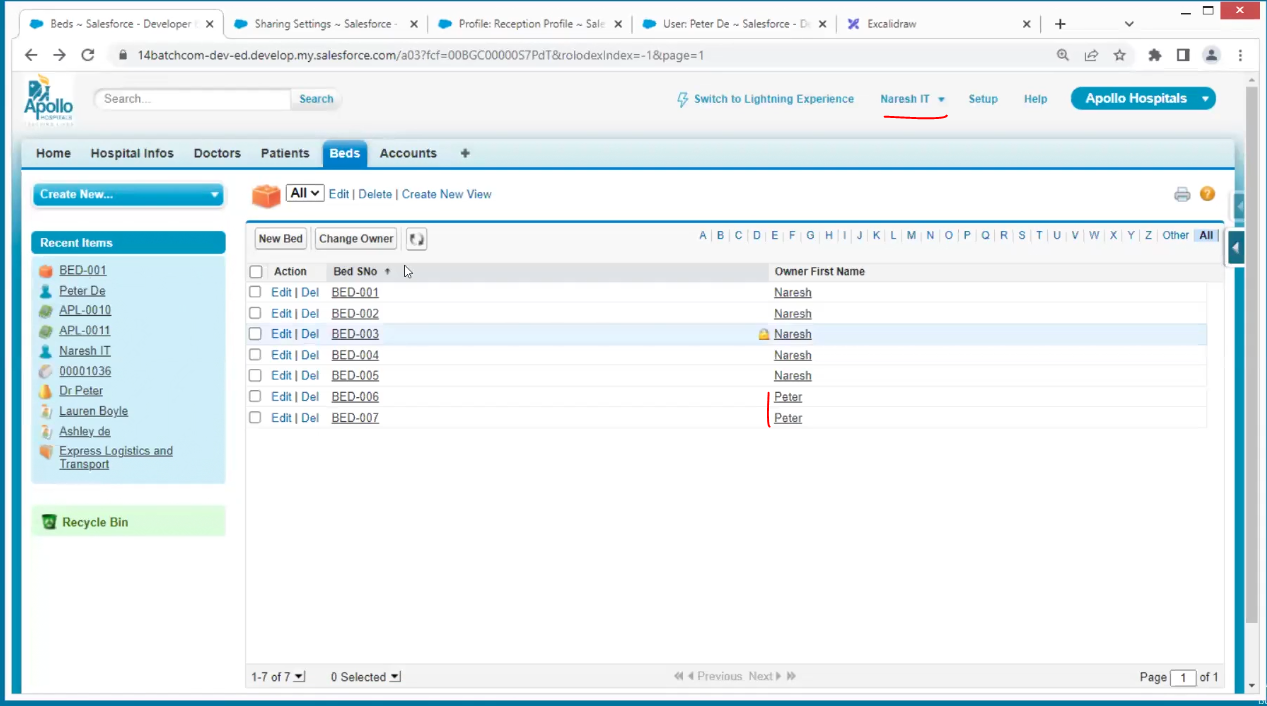 Beds ~ Salesforce - Developer
Sharing Settings ~ Salesforce -
Profile: Reception Profile ~ Sale
User: Peter De ~ Salesforce - D
Excalidraw
14batchcom-dev-ed.develop.my.salesforce.com/a03?fcf=00BGC00000S7PdT&rolodexIndex=-1&page=1
Apollo
HOSPITALS
Search...
Search
Switch to Lightning Experience
Naresh IT
Setup
Help
Apollo Hospitals
Home
Hospital Infos
Doctors
Patients
Beds
Accounts
Create New...
All
Edit | Delete | Create New View
Recent Items
BED-001
Peter De
APL-0010
APL-0011
Naresh IT
00001036
Dr Peter
Lauren Boyle
Ashley de
Express Logistics and
Transport
Recycle Bin
New Bed
Change Owner
A | B | C | D | E | F | G | H | I | J | K | L | M | N | O | P | Q | R | S | T | U | V | W | X | Y | Z | Other | All
Action Bed SNo Owner First Name
Edit | Del BED-001 Naresh
Edit | Del BED-002 Naresh
Edit | Del BED-003 Naresh
Edit | Del BED-004 Naresh
Edit | Del BED-005 Naresh
Edit | Del BED-006 Peter
Edit | Del BED-007 Peter
1-7 of 7
0 Selected
Previous Next
Page 1 of 1